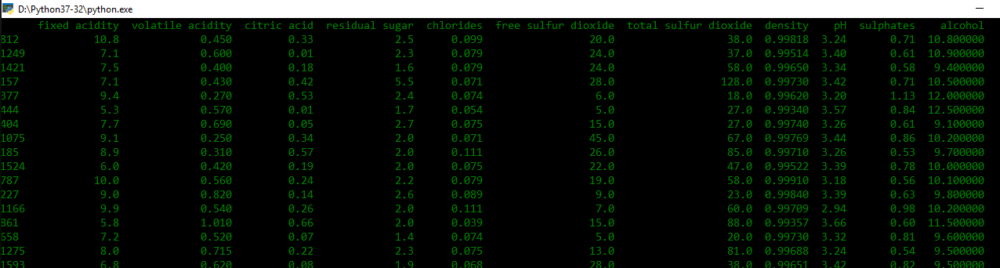 D:\Python37-32\python.exe
fixed acidity volatile acidity citric acid residual sugar chlorides free sulfur dioxide total sulfur dioxide density pH sulphates alcohol
812 10.8 0.450 0.33 2.5 0.099 20.0 38.0 0.99818 3.24 0.71 10.800000
1249 7.1 0.600 0.01 2.3 0.079 24.0 37.0 0.99514 3.40 0.61 10.900000
1421 7.5 0.400 0.18 1.6 0.079 24.0 58.0 0.99650 3.34 0.58 9.400000
157 7.1 0.430 0.42 5.5 0.071 28.0 128.0 0.99730 3.42 0.71 10.500000
377 9.4 0.270 0.53 2.4 0.074 6.0 18.0 0.99620 3.20 1.13 12.000000
444 5.3 0.570 0.01 1.7 0.054 5.0 27.0 0.99340 3.57 0.84 12.500000
404 7.7 0.690 0.05 2.7 0.075 15.0 27.0 0.99740 3.26 0.61 9.100000
1075 9.1 0.250 0.34 2.0 0.071 45.0 67.0 0.99769 3.44 0.86 10.200000
185 8.9 0.310 0.57 2.0 0.111 26.0 85.0 0.99710 3.26 0.53 9.700000
1524 6.0 0.420 0.19 2.0 0.075 22.0 47.0 0.99522 3.39 0.78 10.000000
787 10.0 0.560 0.24 2.2 0.079 19.0 58.0 0.99910 3.18 0.56 10.100000
227 9.0 0.820 0.14 2.6 0.089 9.0 23.0 0.99840 3.39 0.63 9.800000
1166 9.9 0.540 0.26 2.0 0.111 7.0 60.0 0.99709 2.94 0.98 10.200000
861 5.8 1.010 0.66 2.0 0.039 15.0 88.0 0.99357 3.66 0.60 11.500000
658 7.2 0.520 0.07 1.4 0.074 5.0 20.0 0.99730 3.32 0.81 9.600000
1275 8.0 0.715 0.22 2.3 0.075 13.0 81.0 0.99688 3.24 0.54 9.500000
1593 6.8 0.620 0.08 1.9 0.068 28.0 38.0 0.99651 3.42 0.82 9.500000